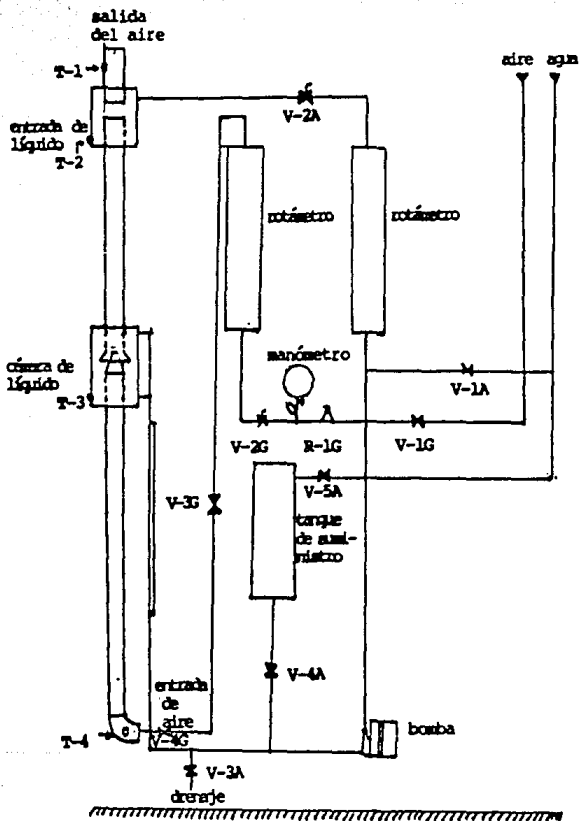 salida
del aire
T-1
aire agua
V-2A
entrada de
líquido
T-2
rotámetro
rotámetro
manómetro
cámara de
líquido
T-3
V-1A
V-2G R-1G V-1G
V-5A
V-3G
tanque
de sumi-
nistro
V-4A
entrada
de
aire
V-4G
T-4
bomba
V-3A
drenaje